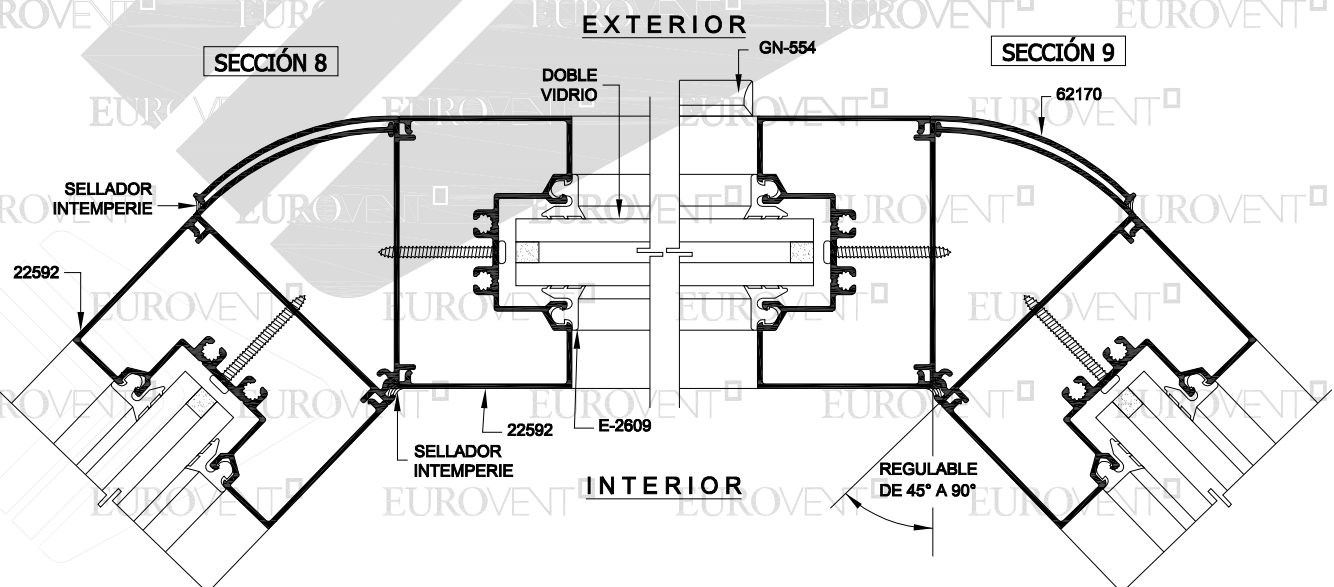 EXTERIOR
SECCIÓN 8
SECCIÓN 9
GN-554
DOBLE
VIDRIO
62170
SELLADOR
INTEMPERIE
22592
22592
E-2609
SELLADOR
INTEMPERIE
INTERIOR
REGULABLE
DE 45° A 90°
EUROVENT